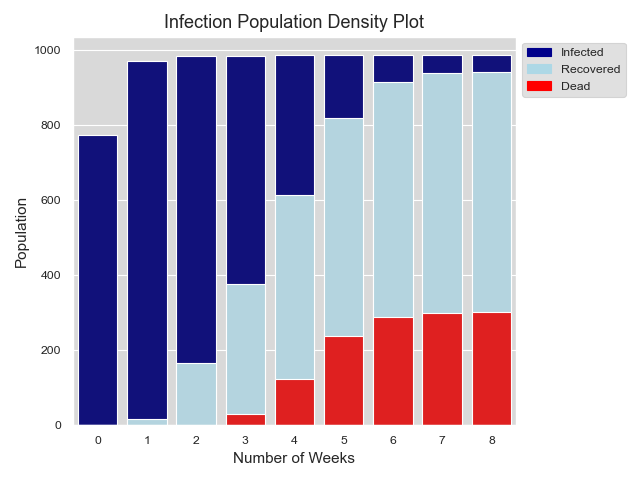 Infection Population Density Plot
Infected
Recovered
Dead
Population
1000
800
600
400
200
0
0 1 2 3 4 5 6 7 8
Number of Weeks